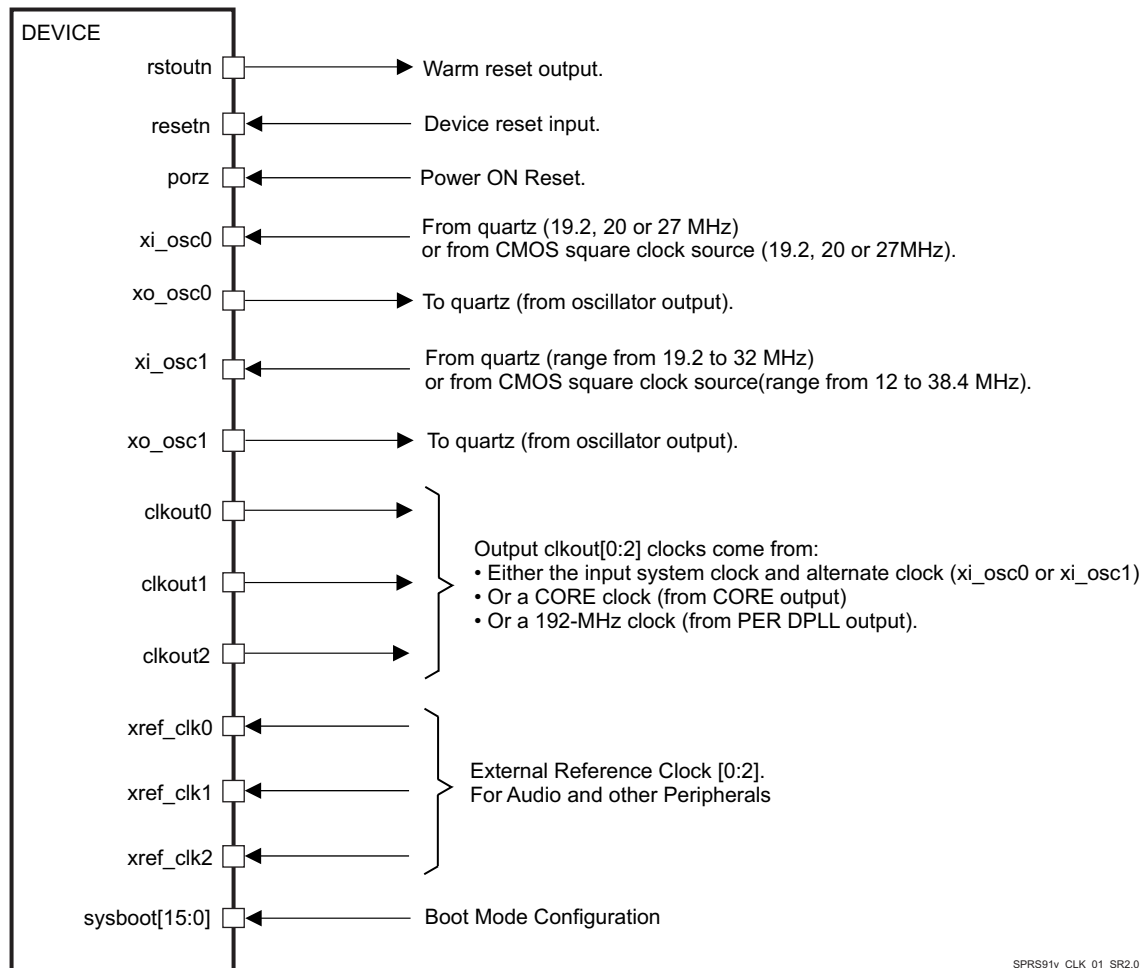 DEVICE
rstoutn
Warm reset output.
resetn
Device reset input.
porz
Power ON Reset.
xi_osc0
From quartz (19.2, 20 or 27 MHz)
or from CMOS square clock source (19.2, 20 or 27MHz).
xo_osc0
To quartz (from oscillator output).
xi_osc1
From quartz (range from 19.2 to 32 MHz)
or from CMOS square clock source(range from 12 to 38.4 MHz).
xo_osc1
To quartz (from oscillator output).
clkout0
clkout1
clkout2
Output clkout[0:2] clocks come from:
• Either the input system clock and alternate clock (xi_osc0 or xi_osc1)
• Or a CORE clock (from CORE output)
• Or a 192-MHz clock (from PER DPLL output).
xref_clk0
xref_clk1
xref_clk2
External Reference Clock [0:2].
For Audio and other Peripherals
sysboot[15:0]
Boot Mode Configuration
SPRS91v_CLK_01_SR2.0